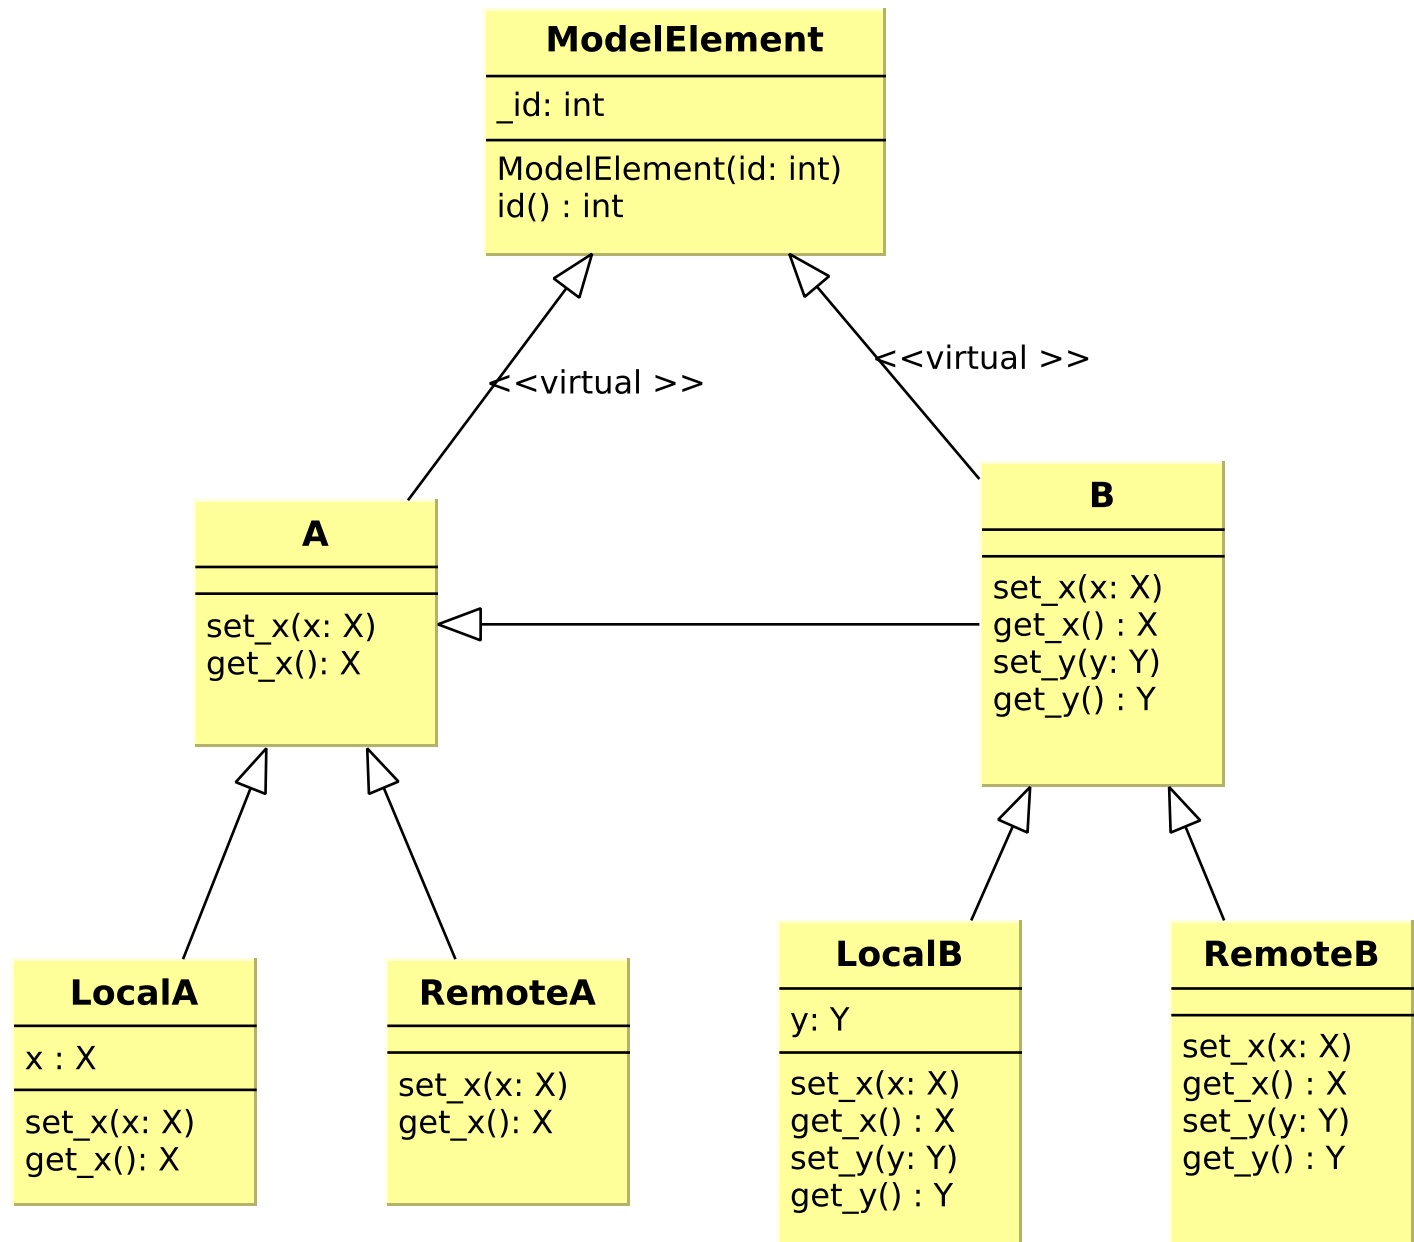 ModelElement
_id: int
ModelElement(id: int)
id() : int
<<virtual >>
<<virtual >>
A
set_x(x: X)
get_x(): X
B
set_x(x: X)
get_x() : X
set_y(y: Y)
get_y() : Y
LocalA
x : X
set_x(x: X)
get_x(): X
RemoteA
set_x(x: X)
get_x(): X
LocalB
y: Y
set_x(x: X)
get_x() : X
set_y(y: Y)
get_y() : Y
RemoteB
set_x(x: X)
get_x() : X
set_y(y: Y)
get_y() : Y